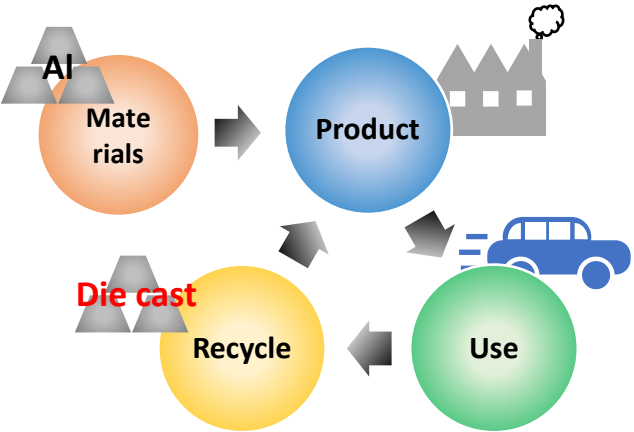 Al
Mate
rials
Product
Die cast
Recycle
Use